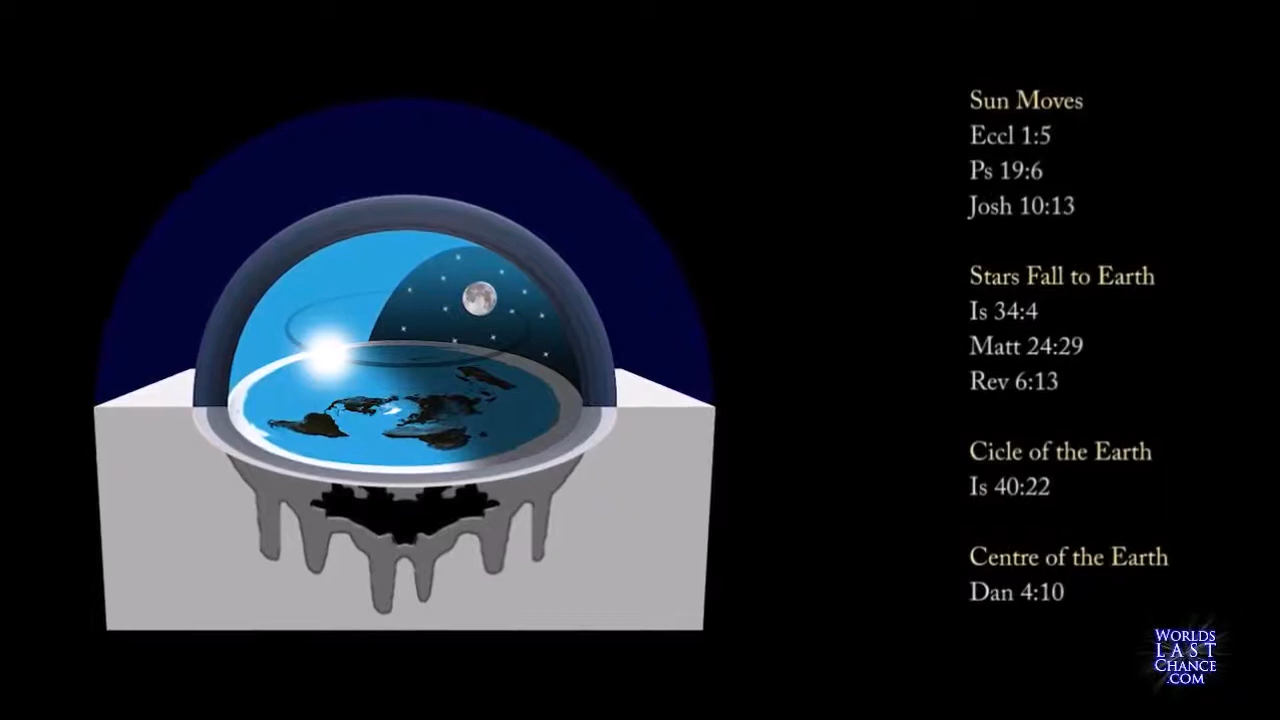 Sun Moves
Eccl 1:5
Ps 19:6
Josh 10:13
Stars Fall to Earth
Is 34:4
Matt 24:29
Rev 6:13
Cicle of the Earth
Is 40:22
Centre of the Earth
Dan 4:10
WORLDS
LAST
CHANCE
.COM